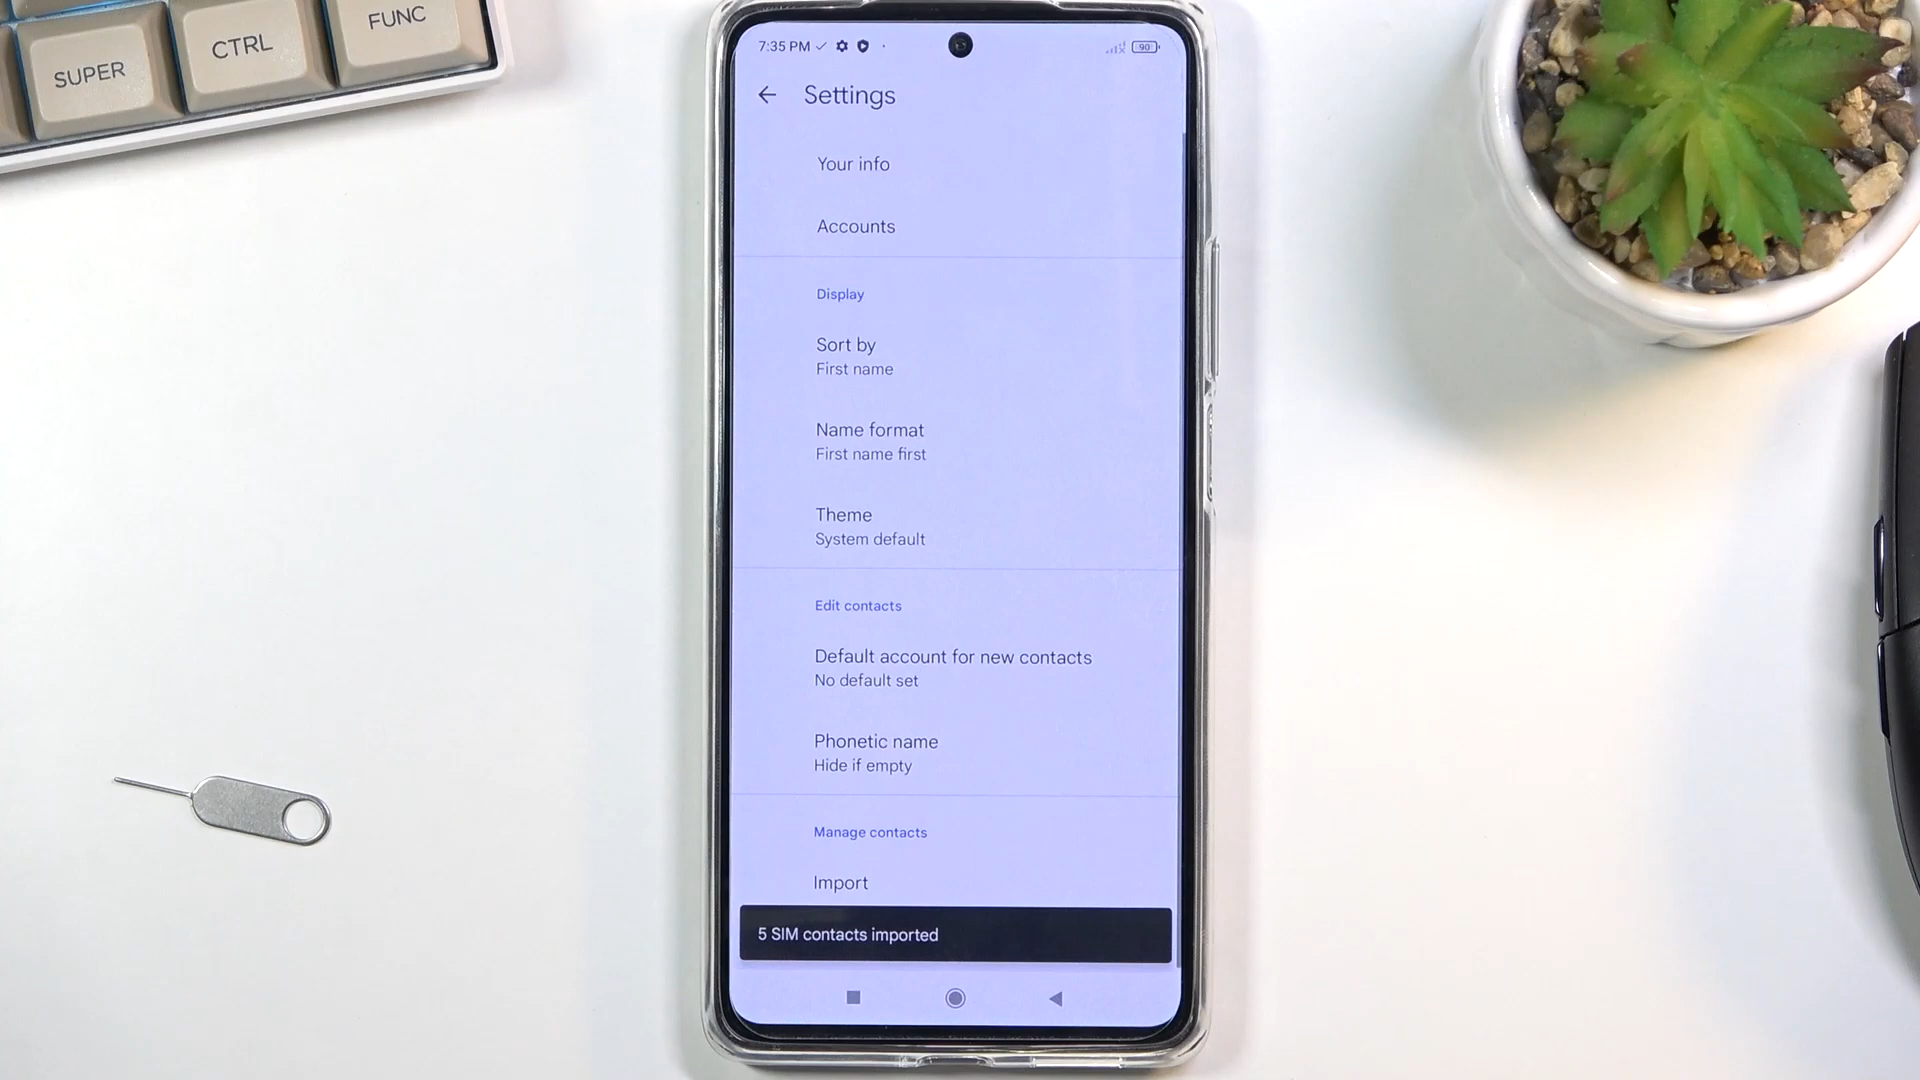 SUPER
CTRL
FUNC
7:35 PM
90
Settings
Your info
Accounts
Display
Sort by
First name
Name format
First name first
Theme
System default
Edit contacts
Default account for new contacts
No default set
Phonetic name
Hide if empty
Manage contacts
Import
5 SIM contacts imported